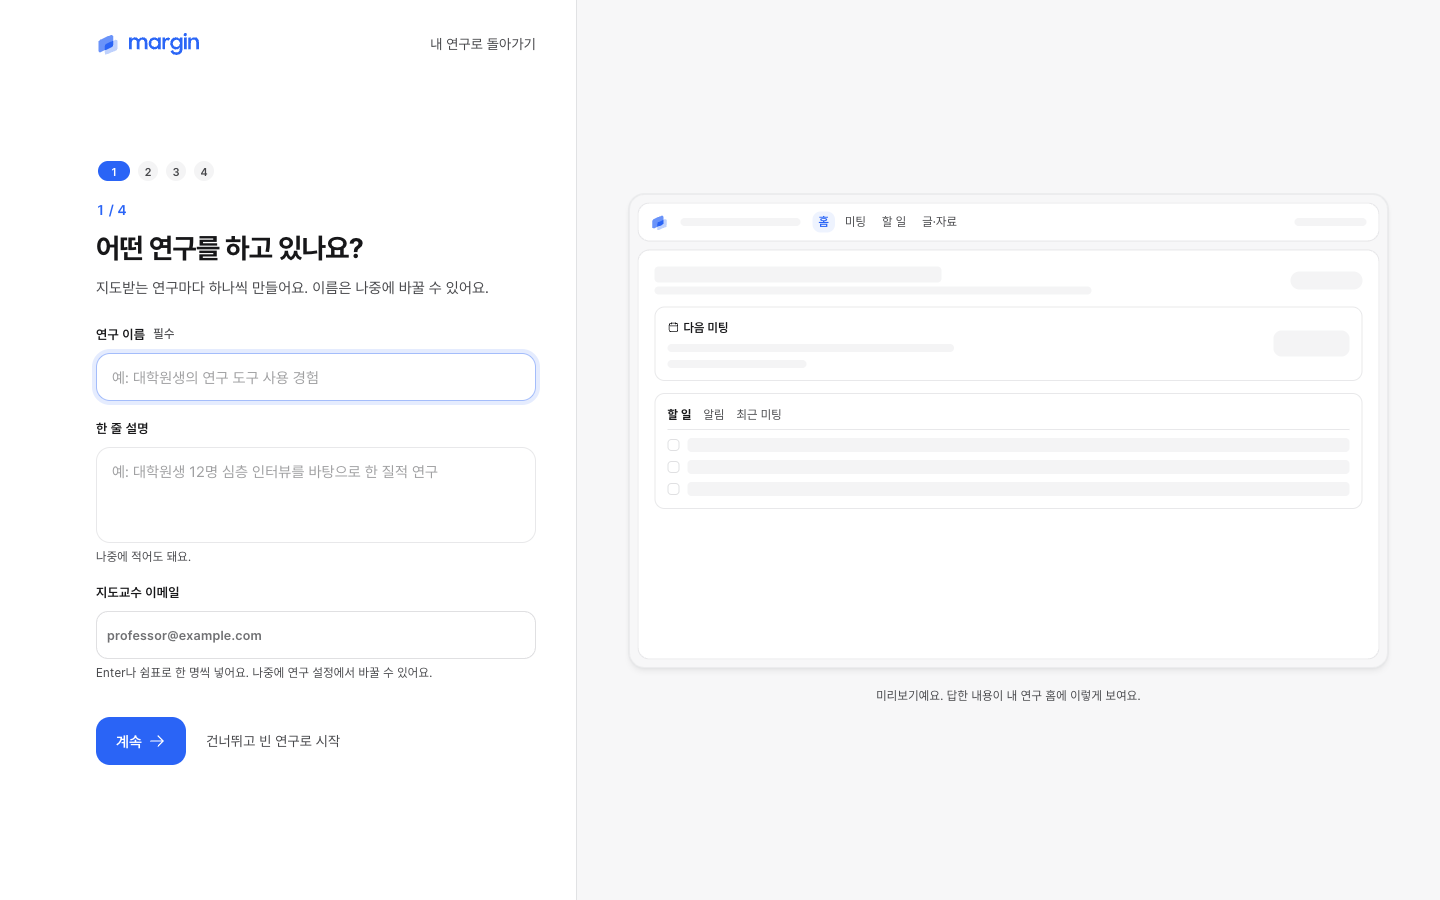 margin
내 연구로 돌아가기
1 2 3 4
1 / 4
어떤 연구를 하고 있나요?
지도받는 연구마다 하나씩 만들어요. 이름은 나중에 바꿀 수 있어요.
연구 이름 필수
예: 대학원생의 연구 도구 사용 경험
한 줄 설명
예: 대학원생 12명 심층 인터뷰를 바탕으로 한 질적 연구
나중에 적어도 돼요.
지도교수 이메일
professor@example.com
Enter나 쉼표로 한 명씩 넣어요. 나중에 연구 설정에서 바꿀 수 있어요.
계속 →
건너뛰고 빈 연구로 시작
홈 미팅 할 일 글·자료
다음 미팅
할 일 알림 최근 미팅
미리보기예요. 답한 내용이 내 연구 홈에 이렇게 보여요.